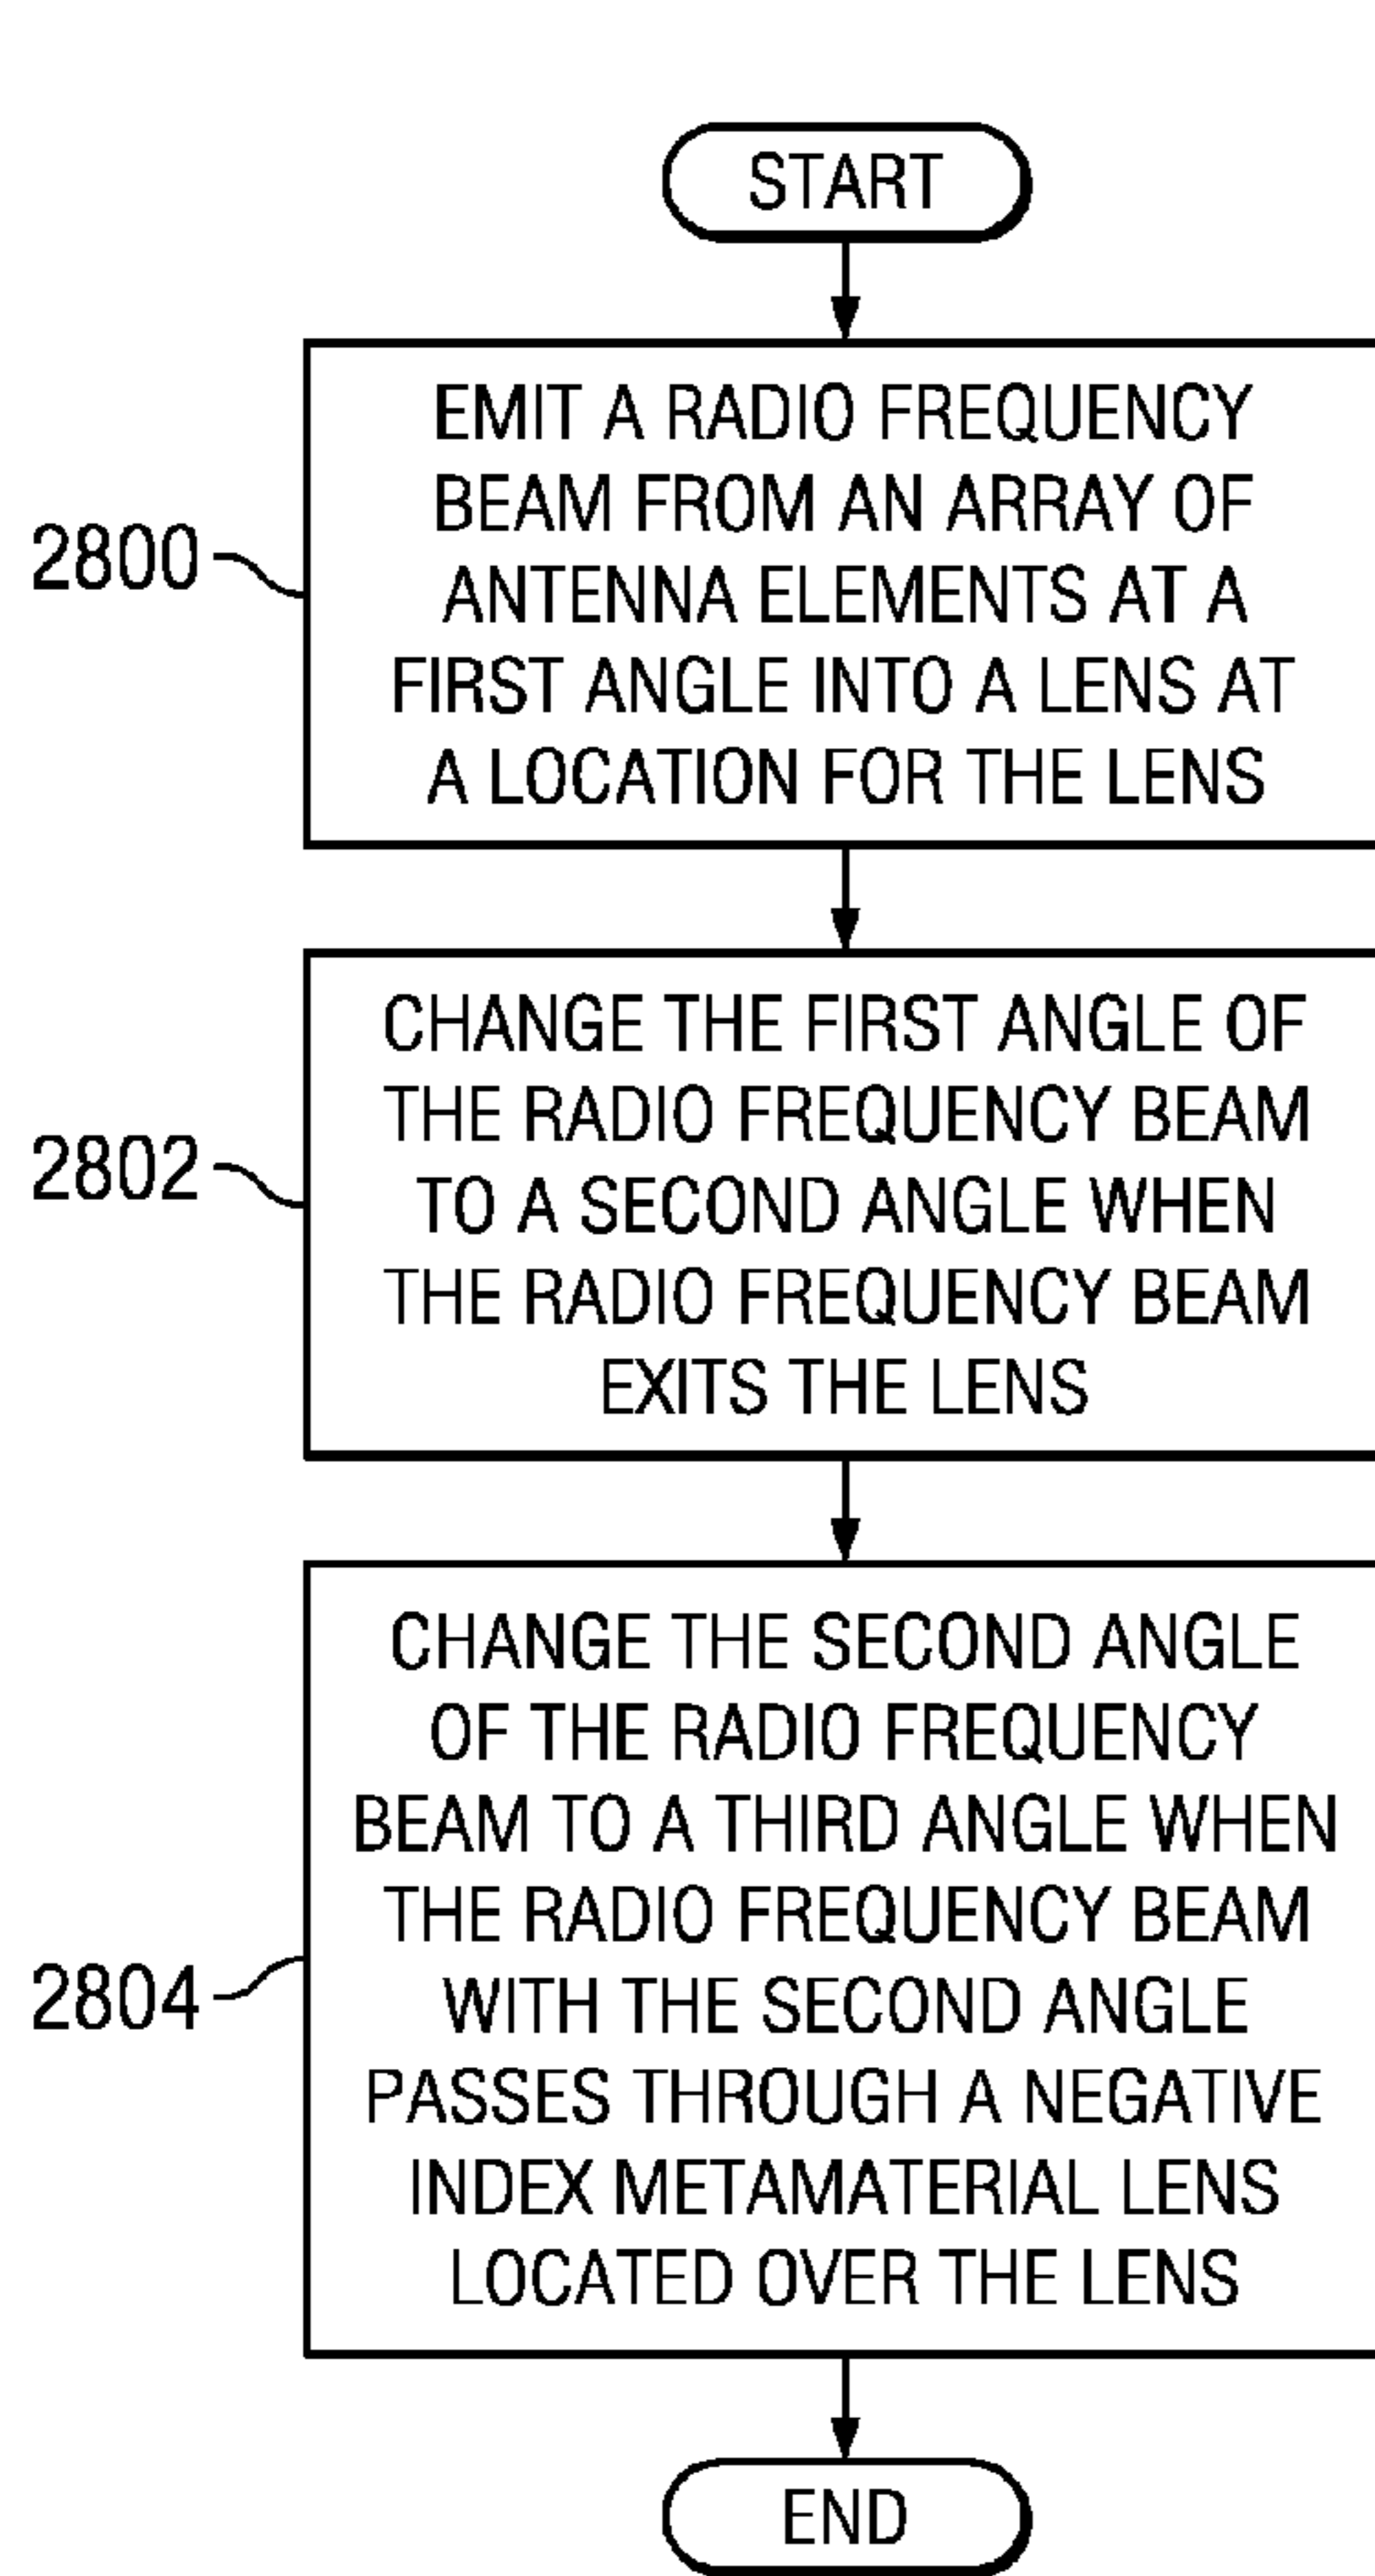 START
EMIT A RADIO FREQUENCY
BEAM FROM AN ARRAY OF
ANTENNA ELEMENTS AT A
FIRST ANGLE INTO A LENS AT
A LOCATION FOR THE LENS
2800
CHANGE THE FIRST ANGLE OF
THE RADIO FREQUENCY BEAM
TO A SECOND ANGLE WHEN
THE RADIO FREQUENCY BEAM
EXITS THE LENS
2802
CHANGE THE SECOND ANGLE
OF THE RADIO FREQUENCY
BEAM TO A THIRD ANGLE WHEN
THE RADIO FREQUENCY BEAM
WITH THE SECOND ANGLE
PASSES THROUGH A NEGATIVE
INDEX METAMATERIAL LENS
LOCATED OVER THE LENS
2804
END